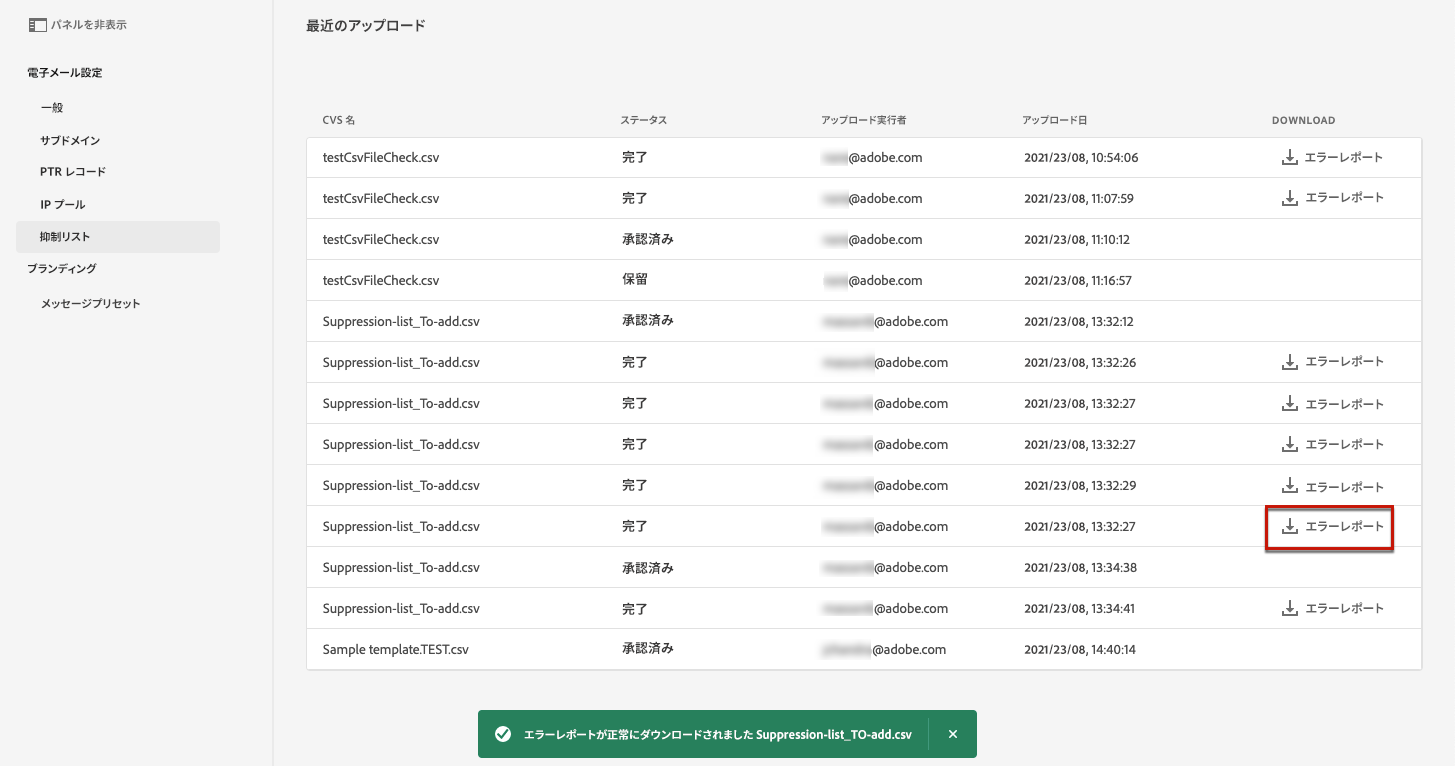 パネルを非表示
電子メール設定
一般
サブドメイン
PTR レコード
IP プール
抑制リスト
ブランディング
メッセージプリセット
最近のアップロード
CVS 名 ステータス アップロード実行者 アップロード日 DOWNLOAD
testCsvFileCheck.csv 完了 @adobe.com 2021/23/08, 10:54:06 エラーレポート
testCsvFileCheck.csv 完了 @adobe.com 2021/23/08, 11:07:59 エラーレポート
testCsvFileCheck.csv 承認済み @adobe.com 2021/23/08, 11:10:12
testCsvFileCheck.csv 保留 @adobe.com 2021/23/08, 11:16:57
Suppression-list_To-add.csv 承認済み @adobe.com 2021/23/08, 13:32:12
Suppression-list_To-add.csv 完了 @adobe.com 2021/23/08, 13:32:26 エラーレポート
Suppression-list_To-add.csv 完了 @adobe.com 2021/23/08, 13:32:27 エラーレポート
Suppression-list_To-add.csv 完了 @adobe.com 2021/23/08, 13:32:27 エラーレポート
Suppression-list_To-add.csv 完了 @adobe.com 2021/23/08, 13:32:29 エラーレポート
Suppression-list_To-add.csv 完了 @adobe.com 2021/23/08, 13:32:27 エラーレポート
Suppression-list_To-add.csv 承認済み @adobe.com 2021/23/08, 13:34:38
Suppression-list_To-add.csv 完了 @adobe.com 2021/23/08, 13:34:41 エラーレポート
Sample template.TEST.csv 承認済み @adobe.com 2021/23/08, 14:40:14
エラーレポートが正常にダウンロードされました Suppression-list_TO-add.csv